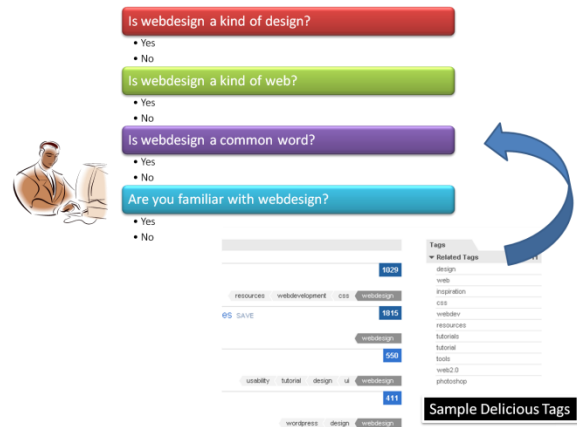 Is webdesign a kind of design?
• Yes
• No
Is webdesign a kind of web?
• Yes
• No
Is webdesign a common word?
• Yes
• No
Are you familiar with webdesign?
• Yes
• No
1029
resources webdevelopment css webdesign
es SAVE 1015
webdesign
550
usability tutorial design ui webdesign
411
wordpress design webdesign
Tags
▼ Related Tags
design
web
inspiration
css
webdev
resources
tutorials
tutorial
tools
web2.0
photoshop
Sample Delicious Tags